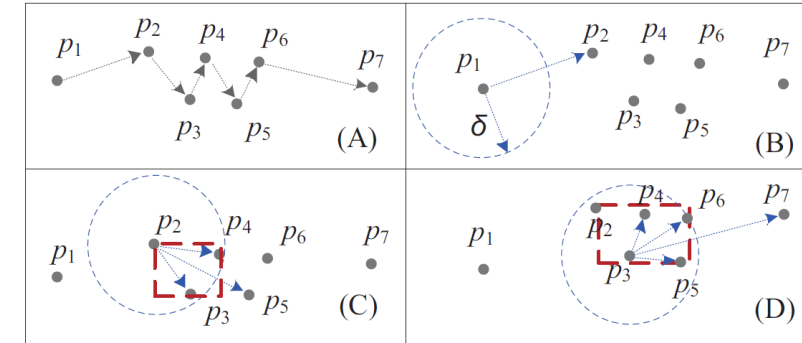 p1 p2 p4 p6 p7
p3 p5 (A)
p1 p2 p4 p6 p7
δ p3 p5 (B)
p2 p4 p6 p7
p1 p3 p5 (C)
p4 p6 p7
p1 p2 p3 p5 (D)